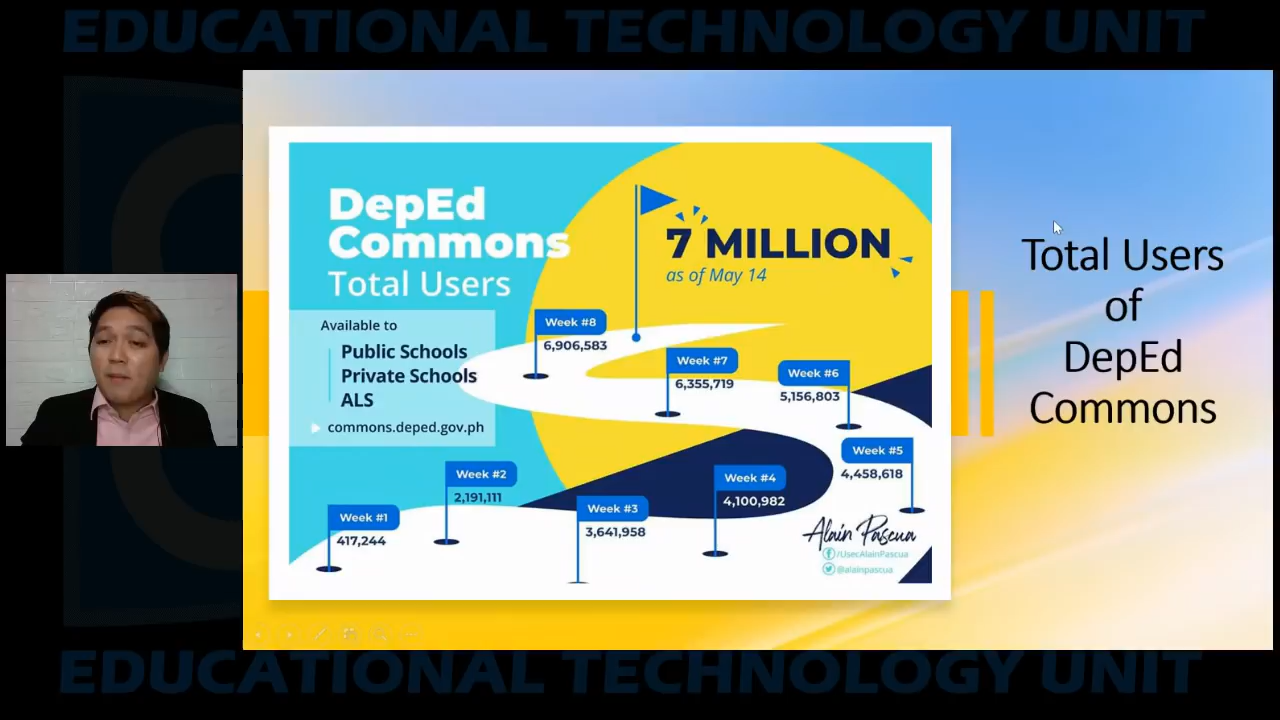 EDUCATIONAL TECHNOLOGY UNIT
DepEd
Commons
Total Users
7 MILLION
as of May 14
Available to
Public Schools
Private Schools
ALS
commons.deped.gov.ph
Week #8
6,906,583
Week #7
6,355,719
Week #6
5,156,803
Week #5
4,458,618
Week #4
4,100,982
Week #3
3,641,958
Week #2
2,191,111
Week #1
417,244
Alain Pascua
/UsecAlainPascua
@alainpascua
Total Users
of
DepEd
Commons
EDUCATIONAL TECHNOLOGY UNIT